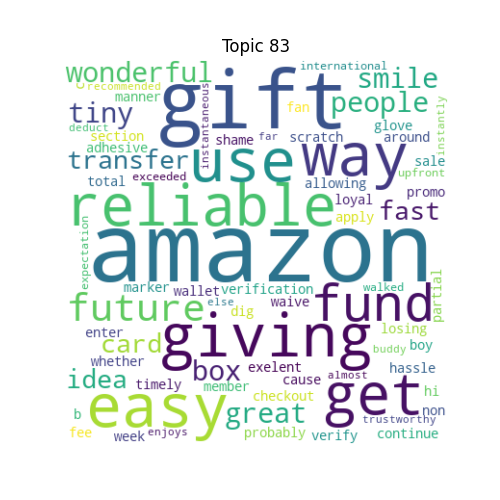 Topic 83
wonderful
recommended
manner
tiny
deduct
section
adhesive
transfer
total
exceeded
instantaneous
gift
international
smile
people
fan
glove
instantly
shame
far
scratch
around
use
way
sale
upfront
allowing
promo
reliable
loyal
fast
apply
amazon
expectation
marker
wallet
verification
walked
partial
future
else
waive
fund
dig
enter
card
giving
losing
boy
buddy
whether
box
exelent
cause
almost
hassle
idea
timely
member
checkout
get
hi
non
b
easy
great
trustworthy
fee
week
enjoys
probably
verify
continue